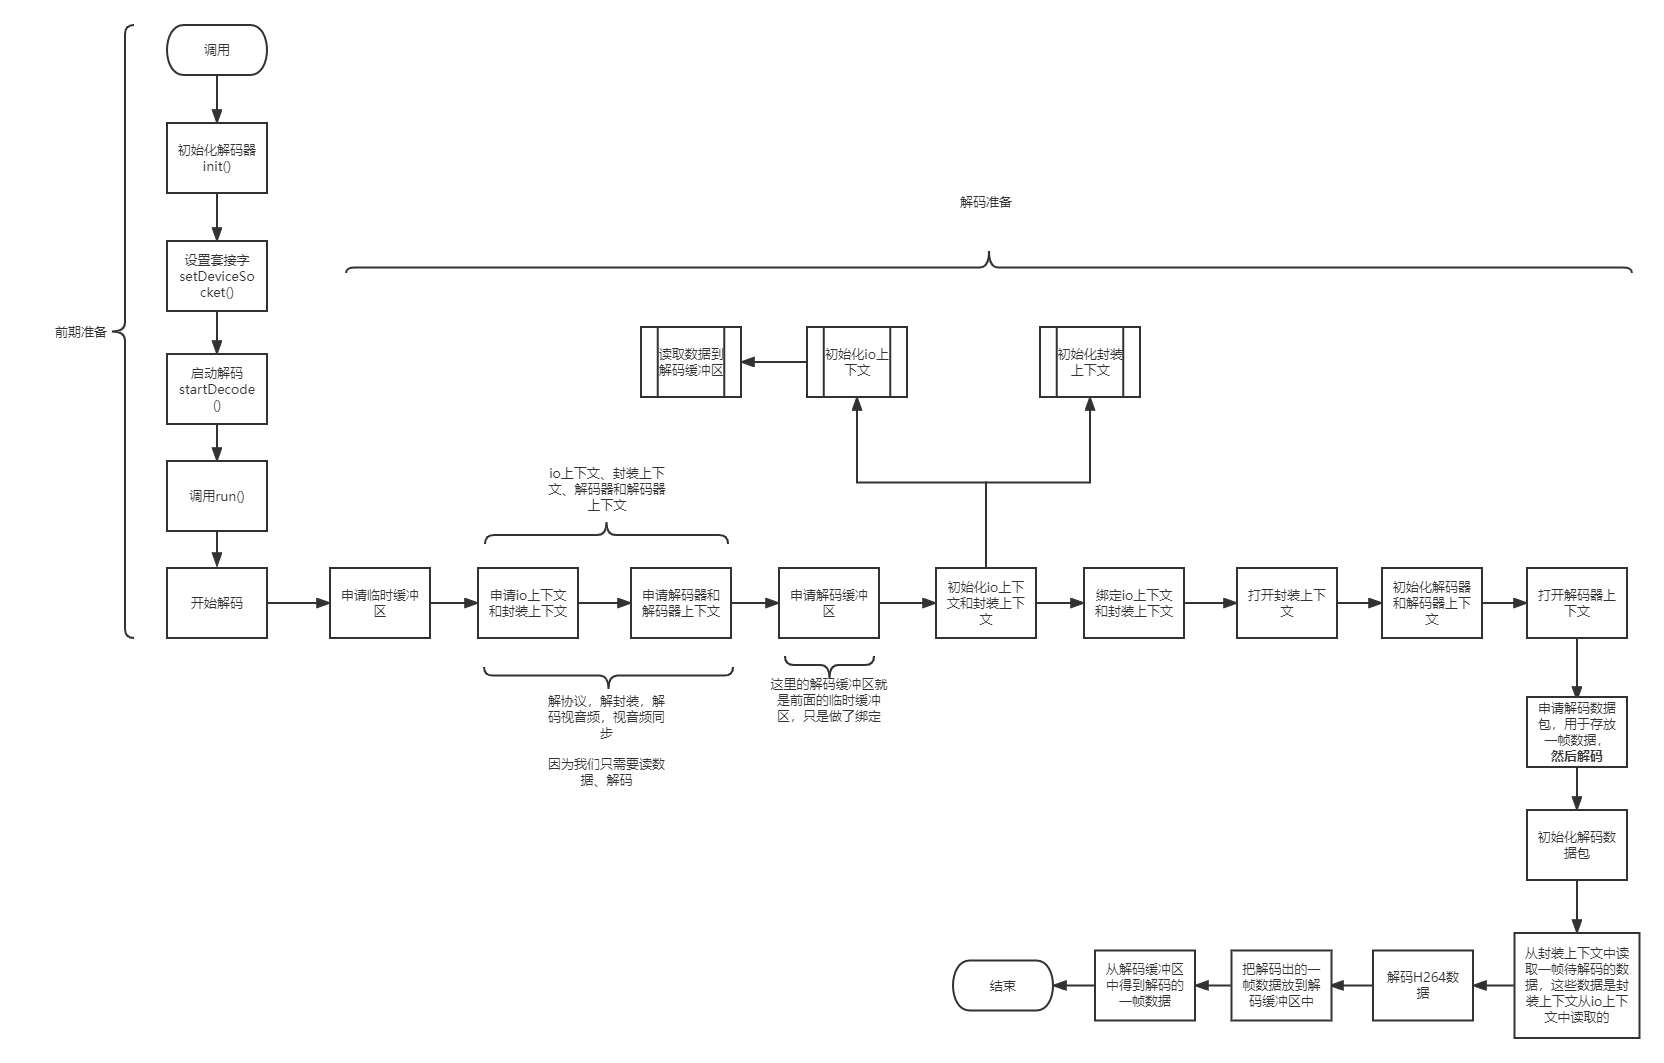 调用
初始化解码器
init()
设置套接字
setDeviceSo
cket()
前期准备
启动解码
startDecode
()
调用run()
开始解码
解码准备
读取数据到
解码缓冲区
初始化io上
下文
初始化封装
上下文
io上下文、封装上下
文、解码器和解码器
上下文
申请临时缓冲
区
申请io上下文
和封装上下文
申请解码器和
解码器上下文
申请解码缓冲
区
初始化io上下
文和封装上下
文
绑定io上下文
和封装上下文
打开封装上下
文
初始化解码器
和解码器上下
文
打开解码器上
下文
解协议，解封装，解
码视音频，视音频同
步
因为我们只需要读数
据、解码
这里的解码缓冲区就
是前面的临时缓冲
区，只是做了绑定
申请解码数据
包，用于存放
一帧数据，
然后解码
初始化解码数
据包
从封装上下文中读
取一帧待解码的数
据，这些数据是封
装上下文从io上下
文中读取的
解码H264数
据
把解码出的一
帧数据放到解
码缓冲区中
从解码缓冲区
中得到解码的
一帧数据
结束